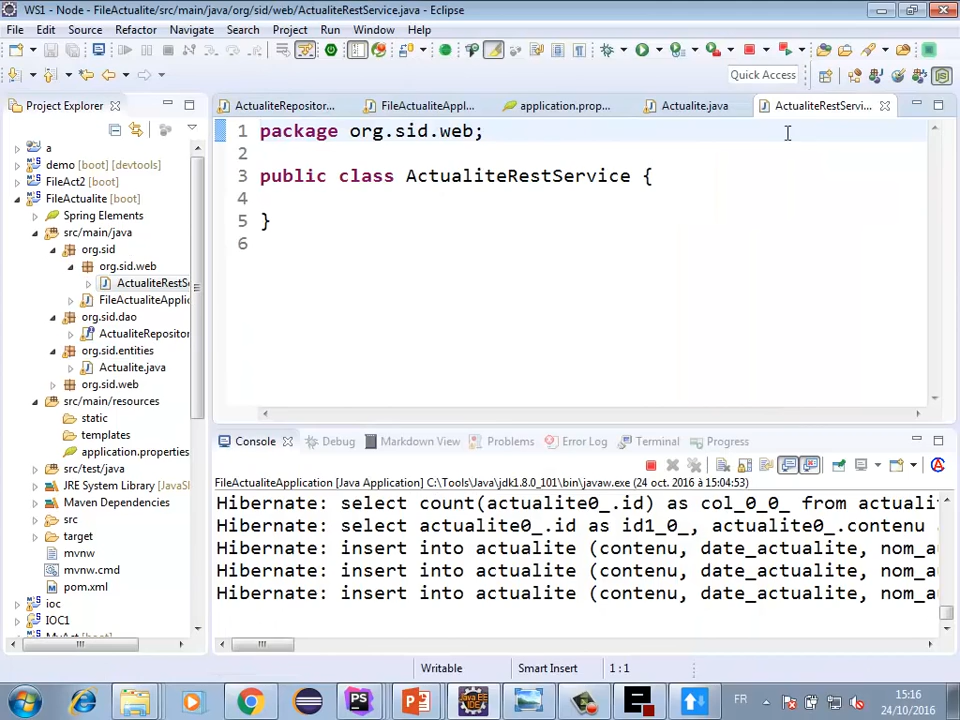 WS1 - FileActualite/src/main/java/org/sid/web/ActualiteRestService.java - Eclipse
File Edit Source Refactor Navigate Search Project Run Window Help
Quick Access
Project Explorer
ActualiteRepositor...
FileActualiteAppl...
application.prop...
Actualite.java
ActualiteRestServi...
a
demo [boot] [devtools]
FileAct2 [boot]
FileActualite [boot]
Spring Elements
src/main/java
org.sid
org.sid.web
ActualiteRestSe
FileActualiteApplic
org.sid.dao
ActualiteRepositor
org.sid.entities
Actualite.java
org.sid.web
src/main/resources
static
templates
application.properties
src/test/java
JRE System Library [JavaS
Maven Dependencies
src
target
mvnw
mvnw.cmd
pom.xml
ioc
IOC1
1 package org.sid.web;
2
3 public class ActualiteRestService {
4
5 }
6
Console Debug Markdown View Problems Error Log Terminal Progress
FileActualiteApplication [Java Application] C:\Tools\Java\jdk1.8.0_101\bin\javaw.exe (24 oct. 2016 à 15:04:53)
Hibernate: select count(actualite0_.id) as col_0_0_ from actuali
Hibernate: select actualite0_.id as id1_0_, actualite0_.contenu
Hibernate: insert into actualite (contenu, date_actualite, nom_a
Hibernate: insert into actualite (contenu, date_actualite, nom_a
Hibernate: insert into actualite (contenu, date_actualite, nom_a
Writable Smart Insert 1 : 1
FR
15:16
24/10/2016